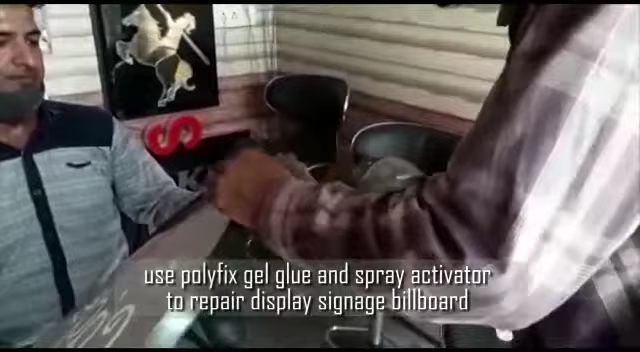 S
use polyfix gel glue and spray activator
to repair display signage billboard